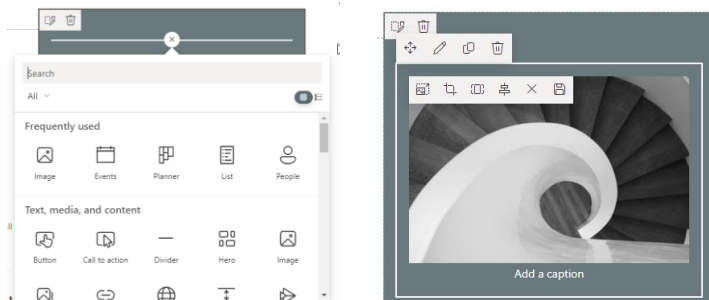 Search
All
Frequently used
Image Events Planner List People
Text, media, and content
Button Call to action Divider Hero Image
Add a caption